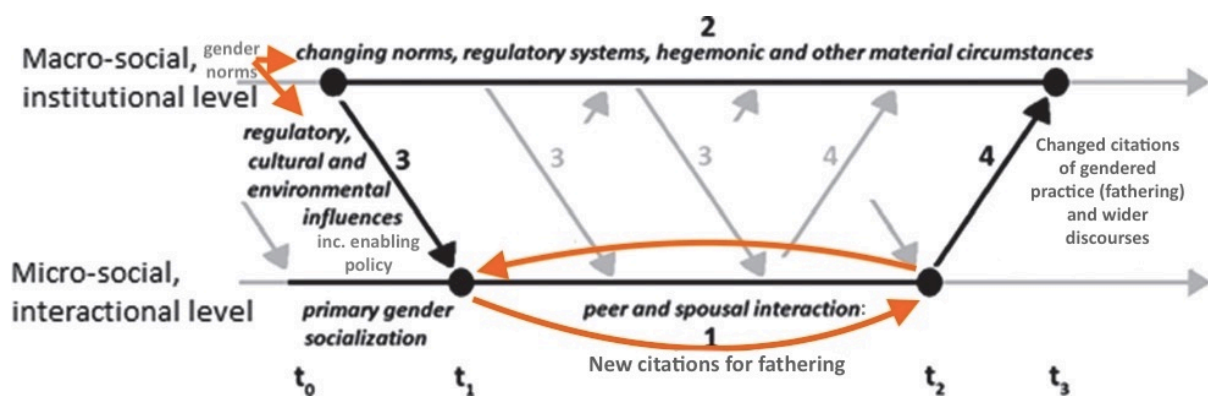 2
Macro-social,
institutional level
gender
norms
changing norms, regulatory systems, hegemonic and other material circumstances
regulatory,
cultural and
environmental
influences
inc. enabling
policy
3
3
3
4
4
Changed citations
of gendered
practice (fathering)
and wider
discourses
Micro-social,
interactional level
primary gender
socialization
peer and spousal interaction:
1
New citations for fathering
t0
t1
t2
t3